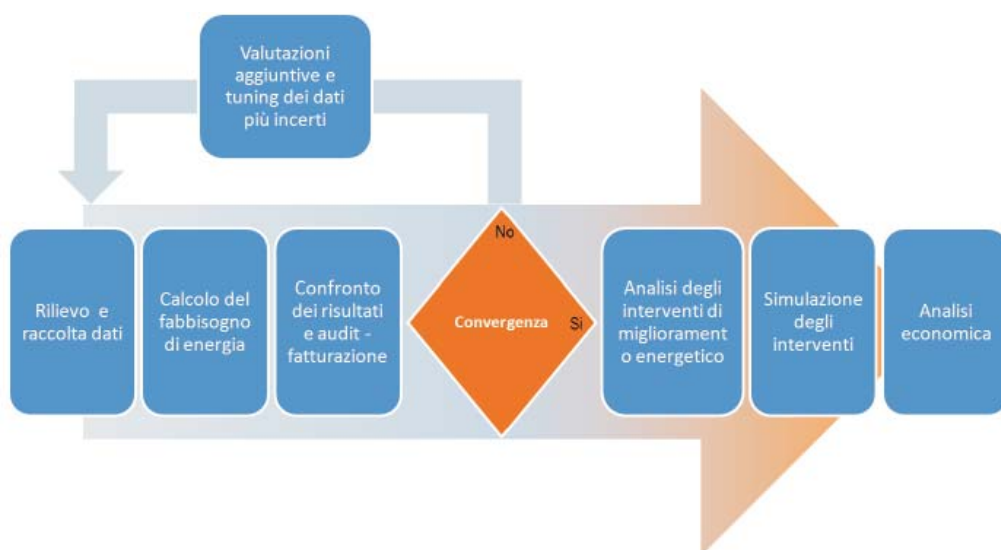 Valutazioni
aggiuntive e
tuning dei dati
più incerti
Rilievo e
raccolta dati
Calcolo del
fabbisogno
di energia
Confronto
dei risultati
e audit -
fatturazione
No
Convergenza
Si
Analisi degli
interventi di
migliorament
o energetico
Simulazione
degli
interventi
Analisi
economica